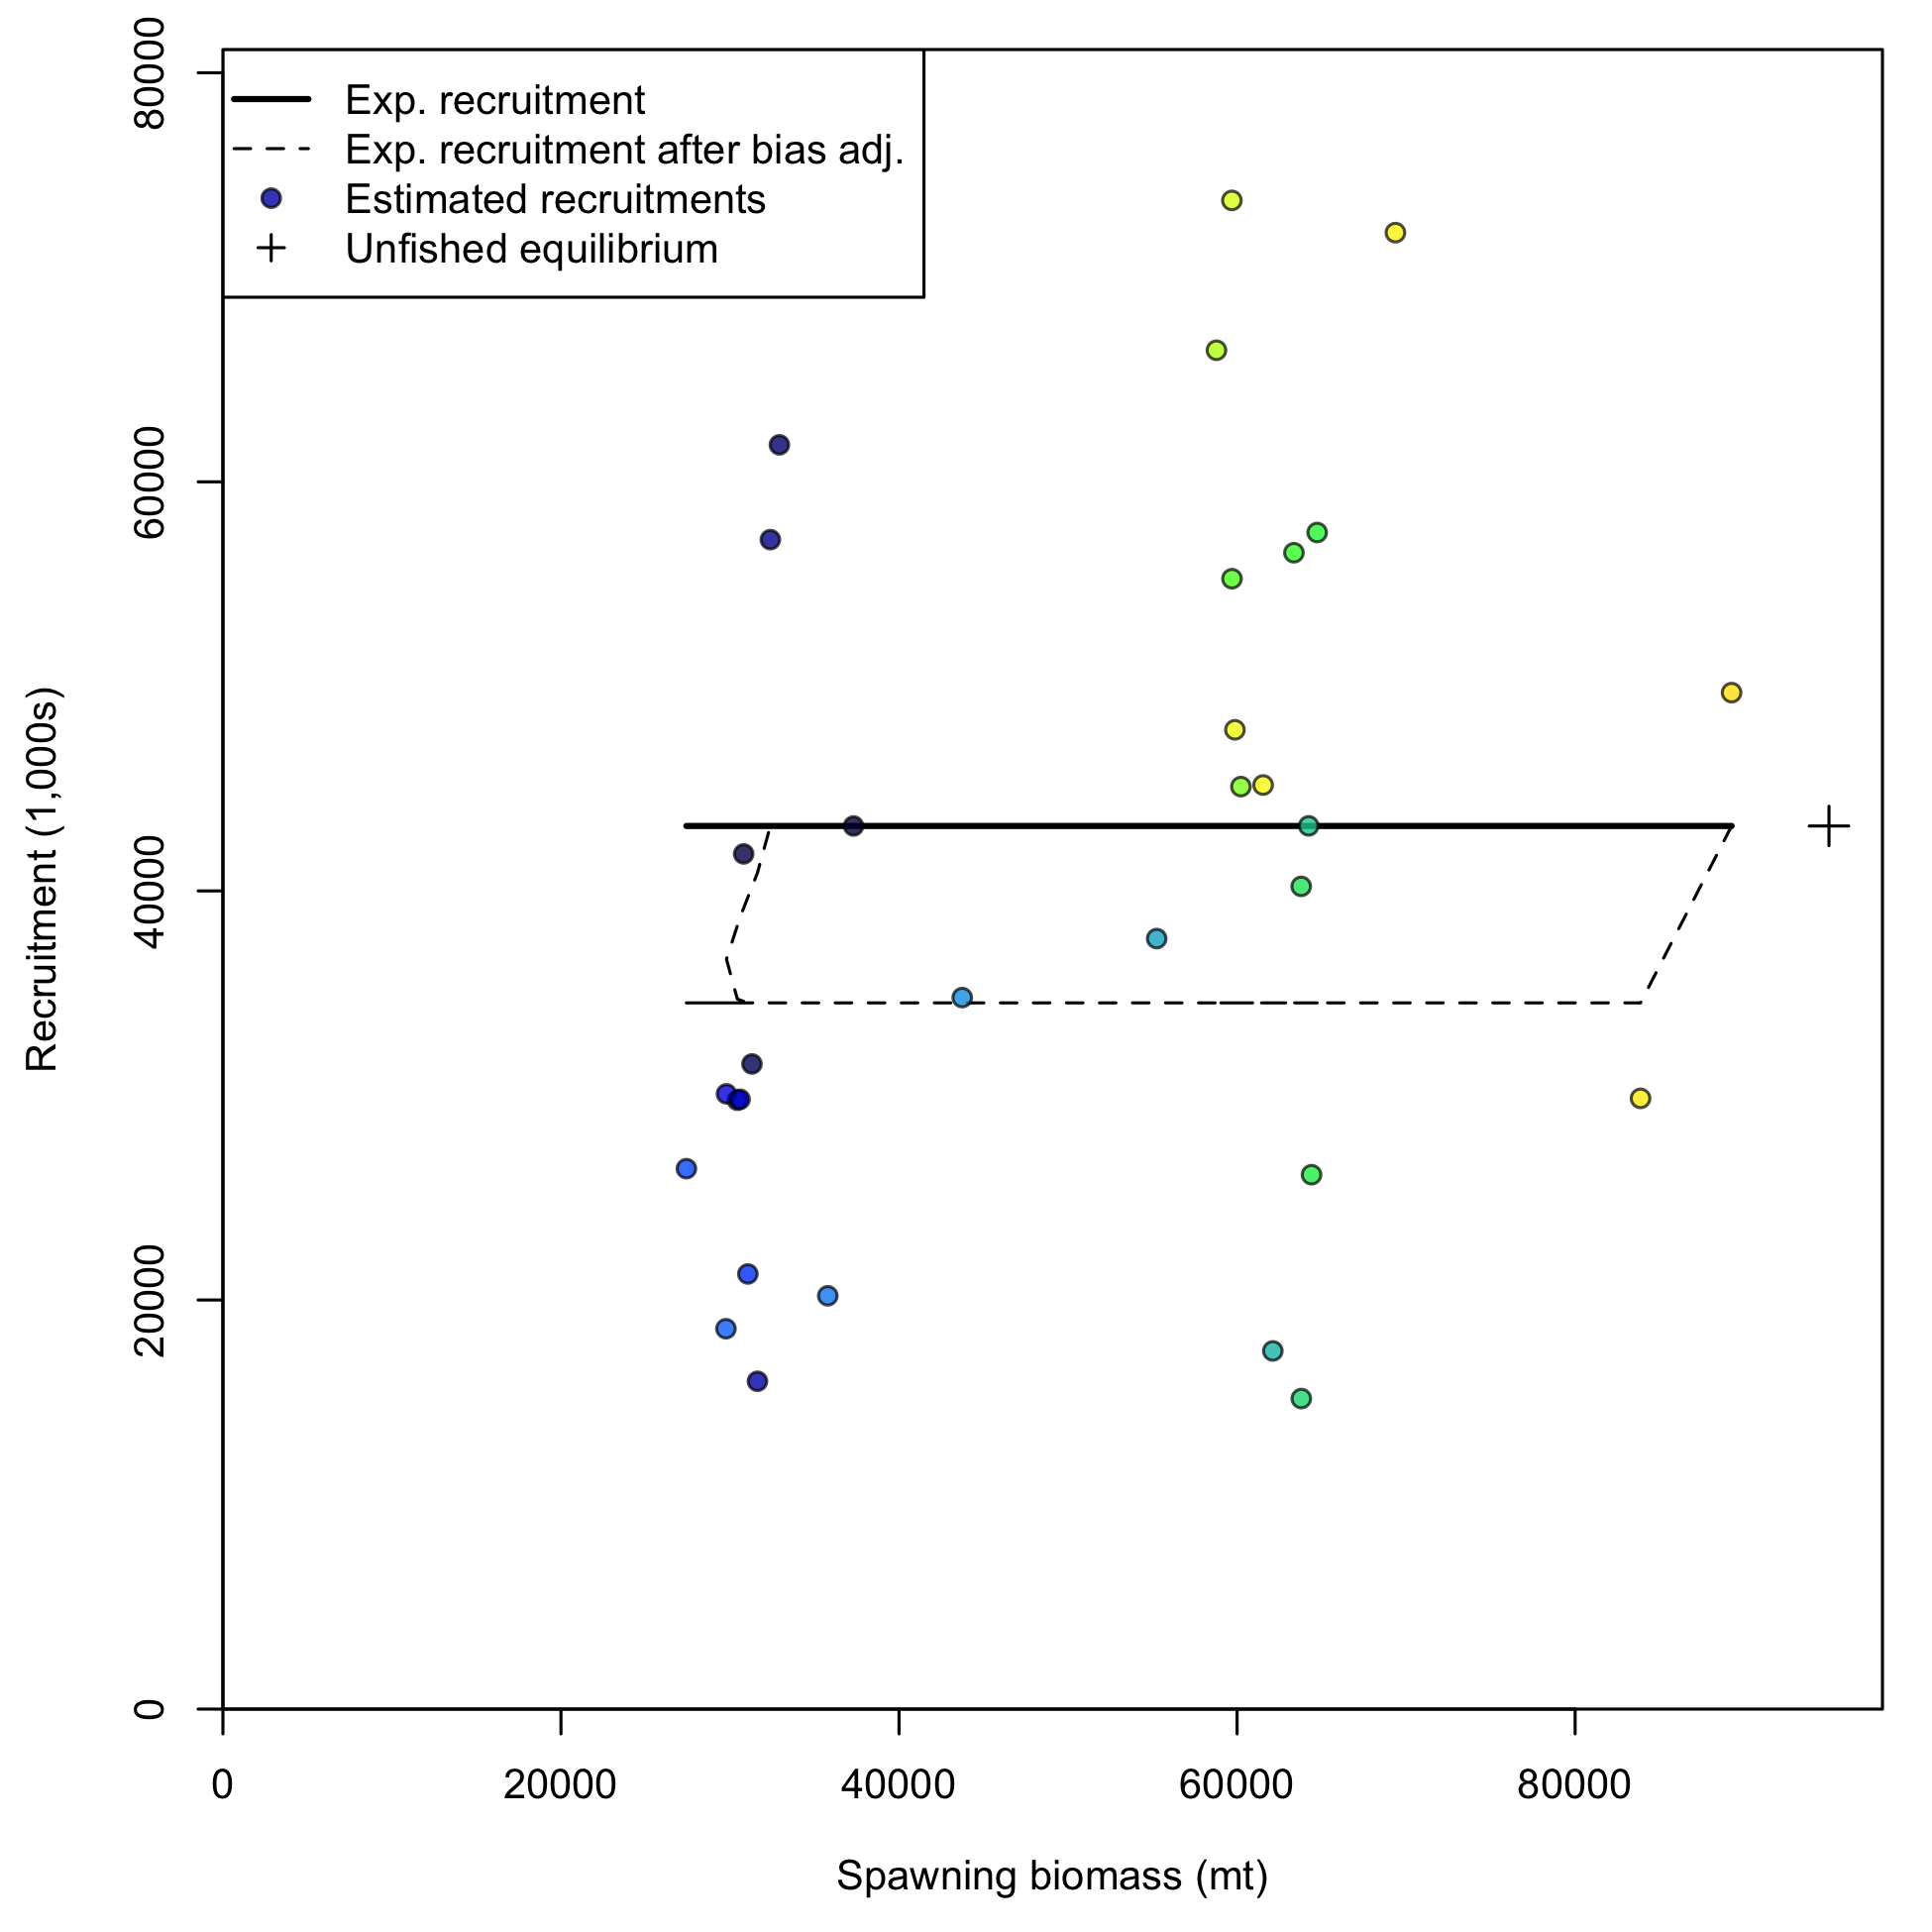 Exp. recruitment
Exp. recruitment after bias adj.
Estimated recruitments
Unfished equilibrium
80000
60000
40000
20000
0
Recruitment (1,000s)
0 20000 40000 60000 80000
Spawning biomass (mt)